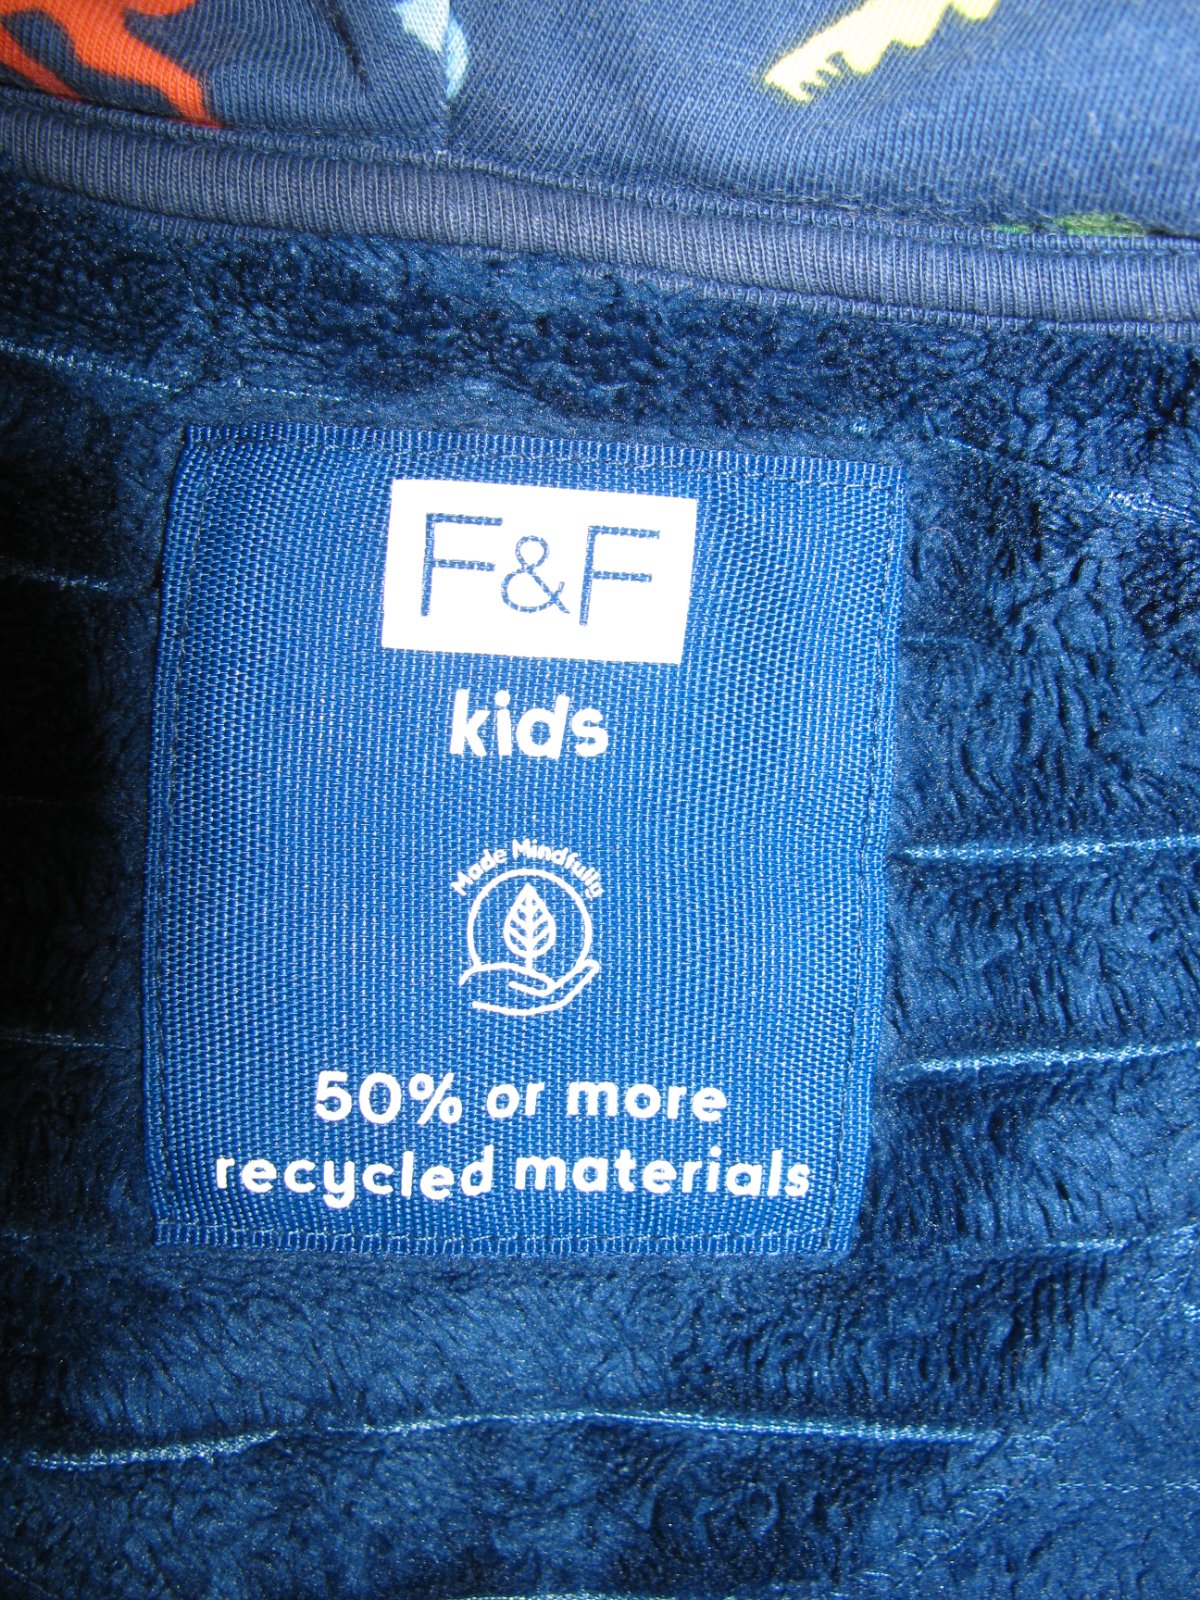 F&F
kids
Made Mindfully
50% or more
recycled materials